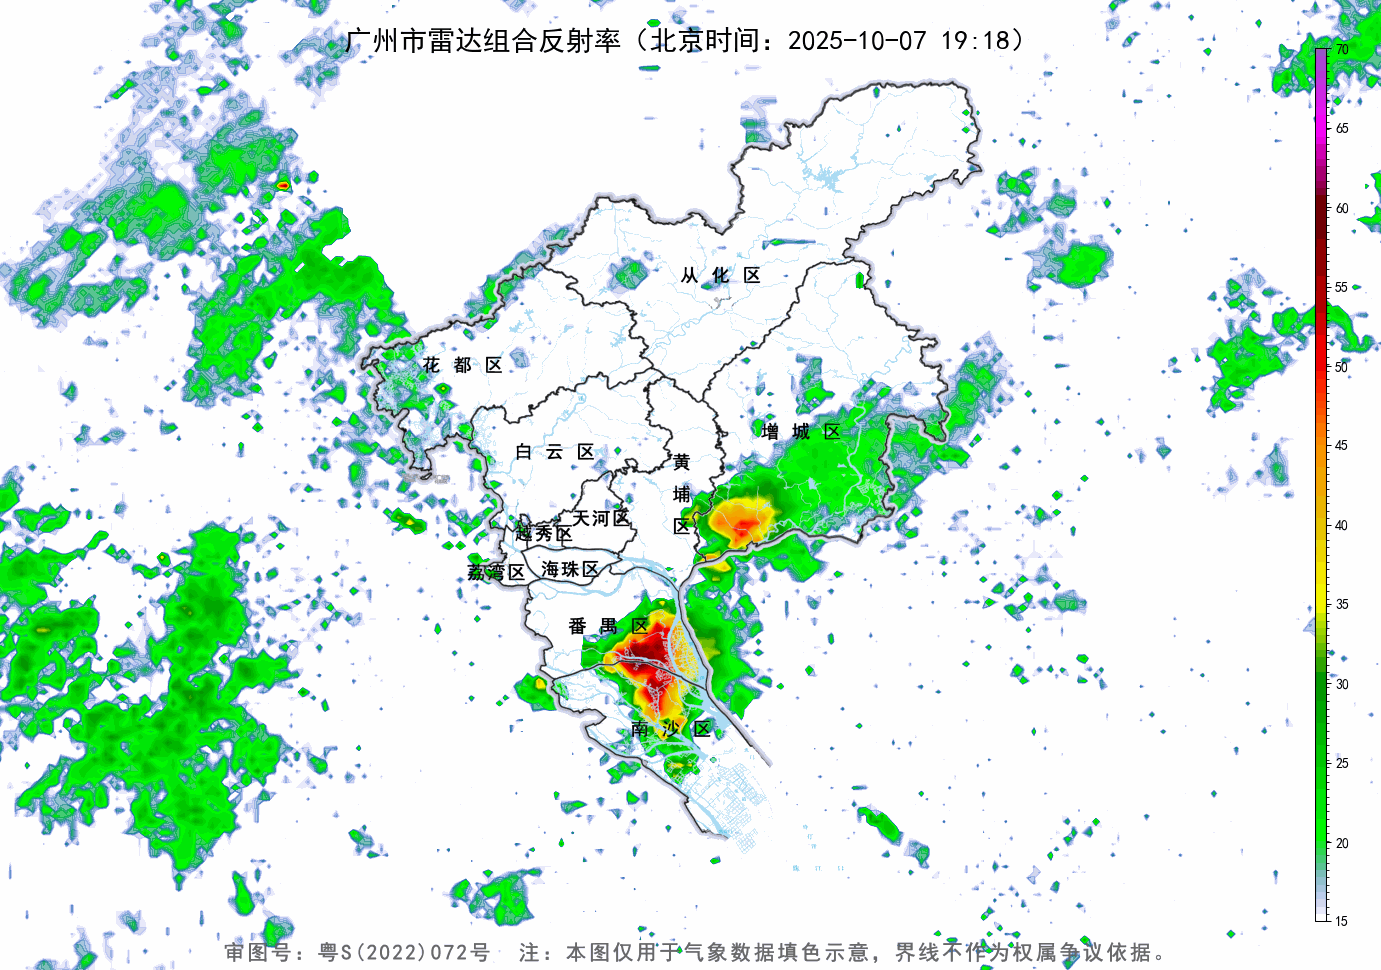 广州市雷达组合反射率（北京时间：2025-10-07 19:18）
70
65
60
55
50
45
40
35
30
25
20
15
从化区
花都区
增城区
白云区
黄埔区
天河区
越秀区
荔湾区
海珠区
番禺区
南沙区
审图号：粤S(2022)072号 注：本图仅用于气象数据填色示意，界线不作为权属争议依据。